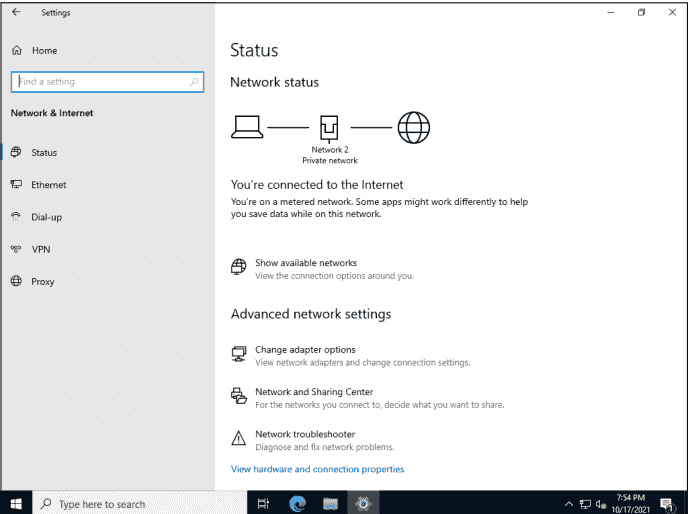 Settings
Home
Find a setting
Network & Internet
Status
Ethernet
Dial-up
VPN
Proxy
Status
Network status
Network 2
Private network
You're connected to the Internet
You're on a metered network. Some apps might work differently to help
you save data while on this network.
Show available networks
View the connection options around you.
Advanced network settings
Change adapter options
View network adapters and change connection settings.
Network and Sharing Center
For the networks you connect to, decide what you want to share.
Network troubleshooter
Diagnose and fix network problems.
View hardware and connection properties
Type here to search
7:54 PM
10/17/2021
1